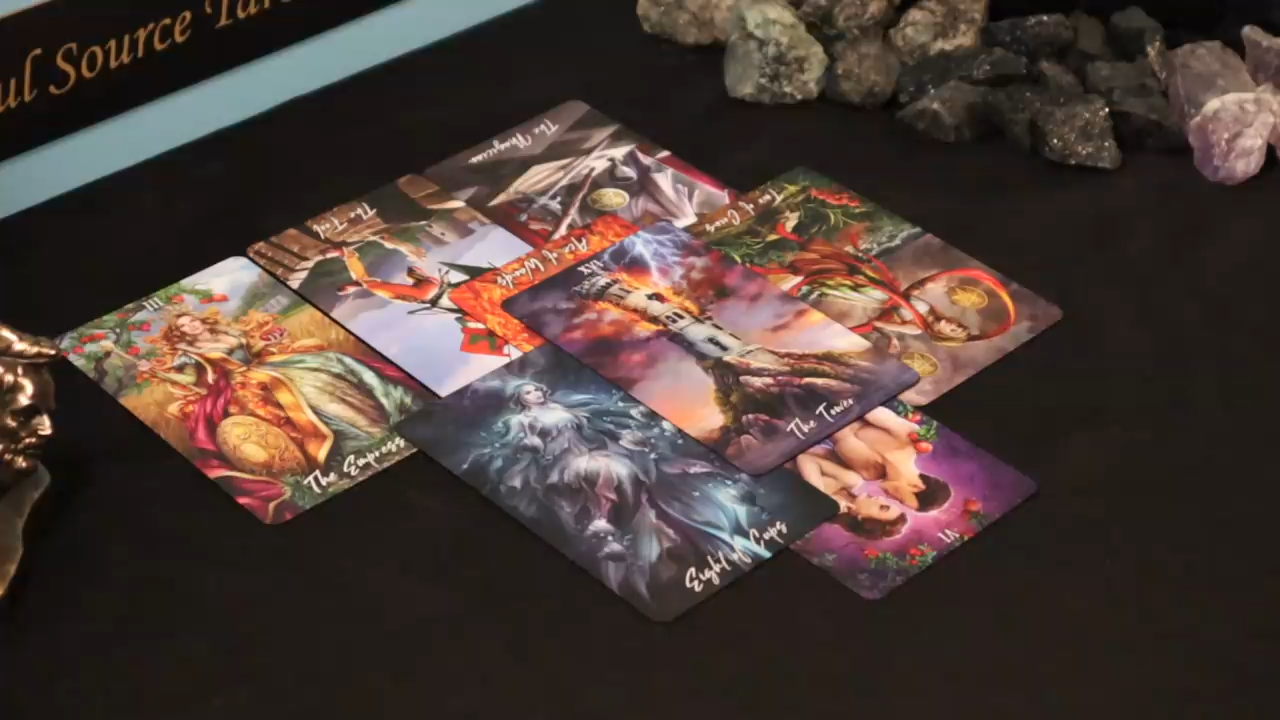 ul Source Tar
The Magician
The Fool
Two of Coins
Ace of Wands
III
XVI
The Tower
The Empress
Eight of Cups
VI